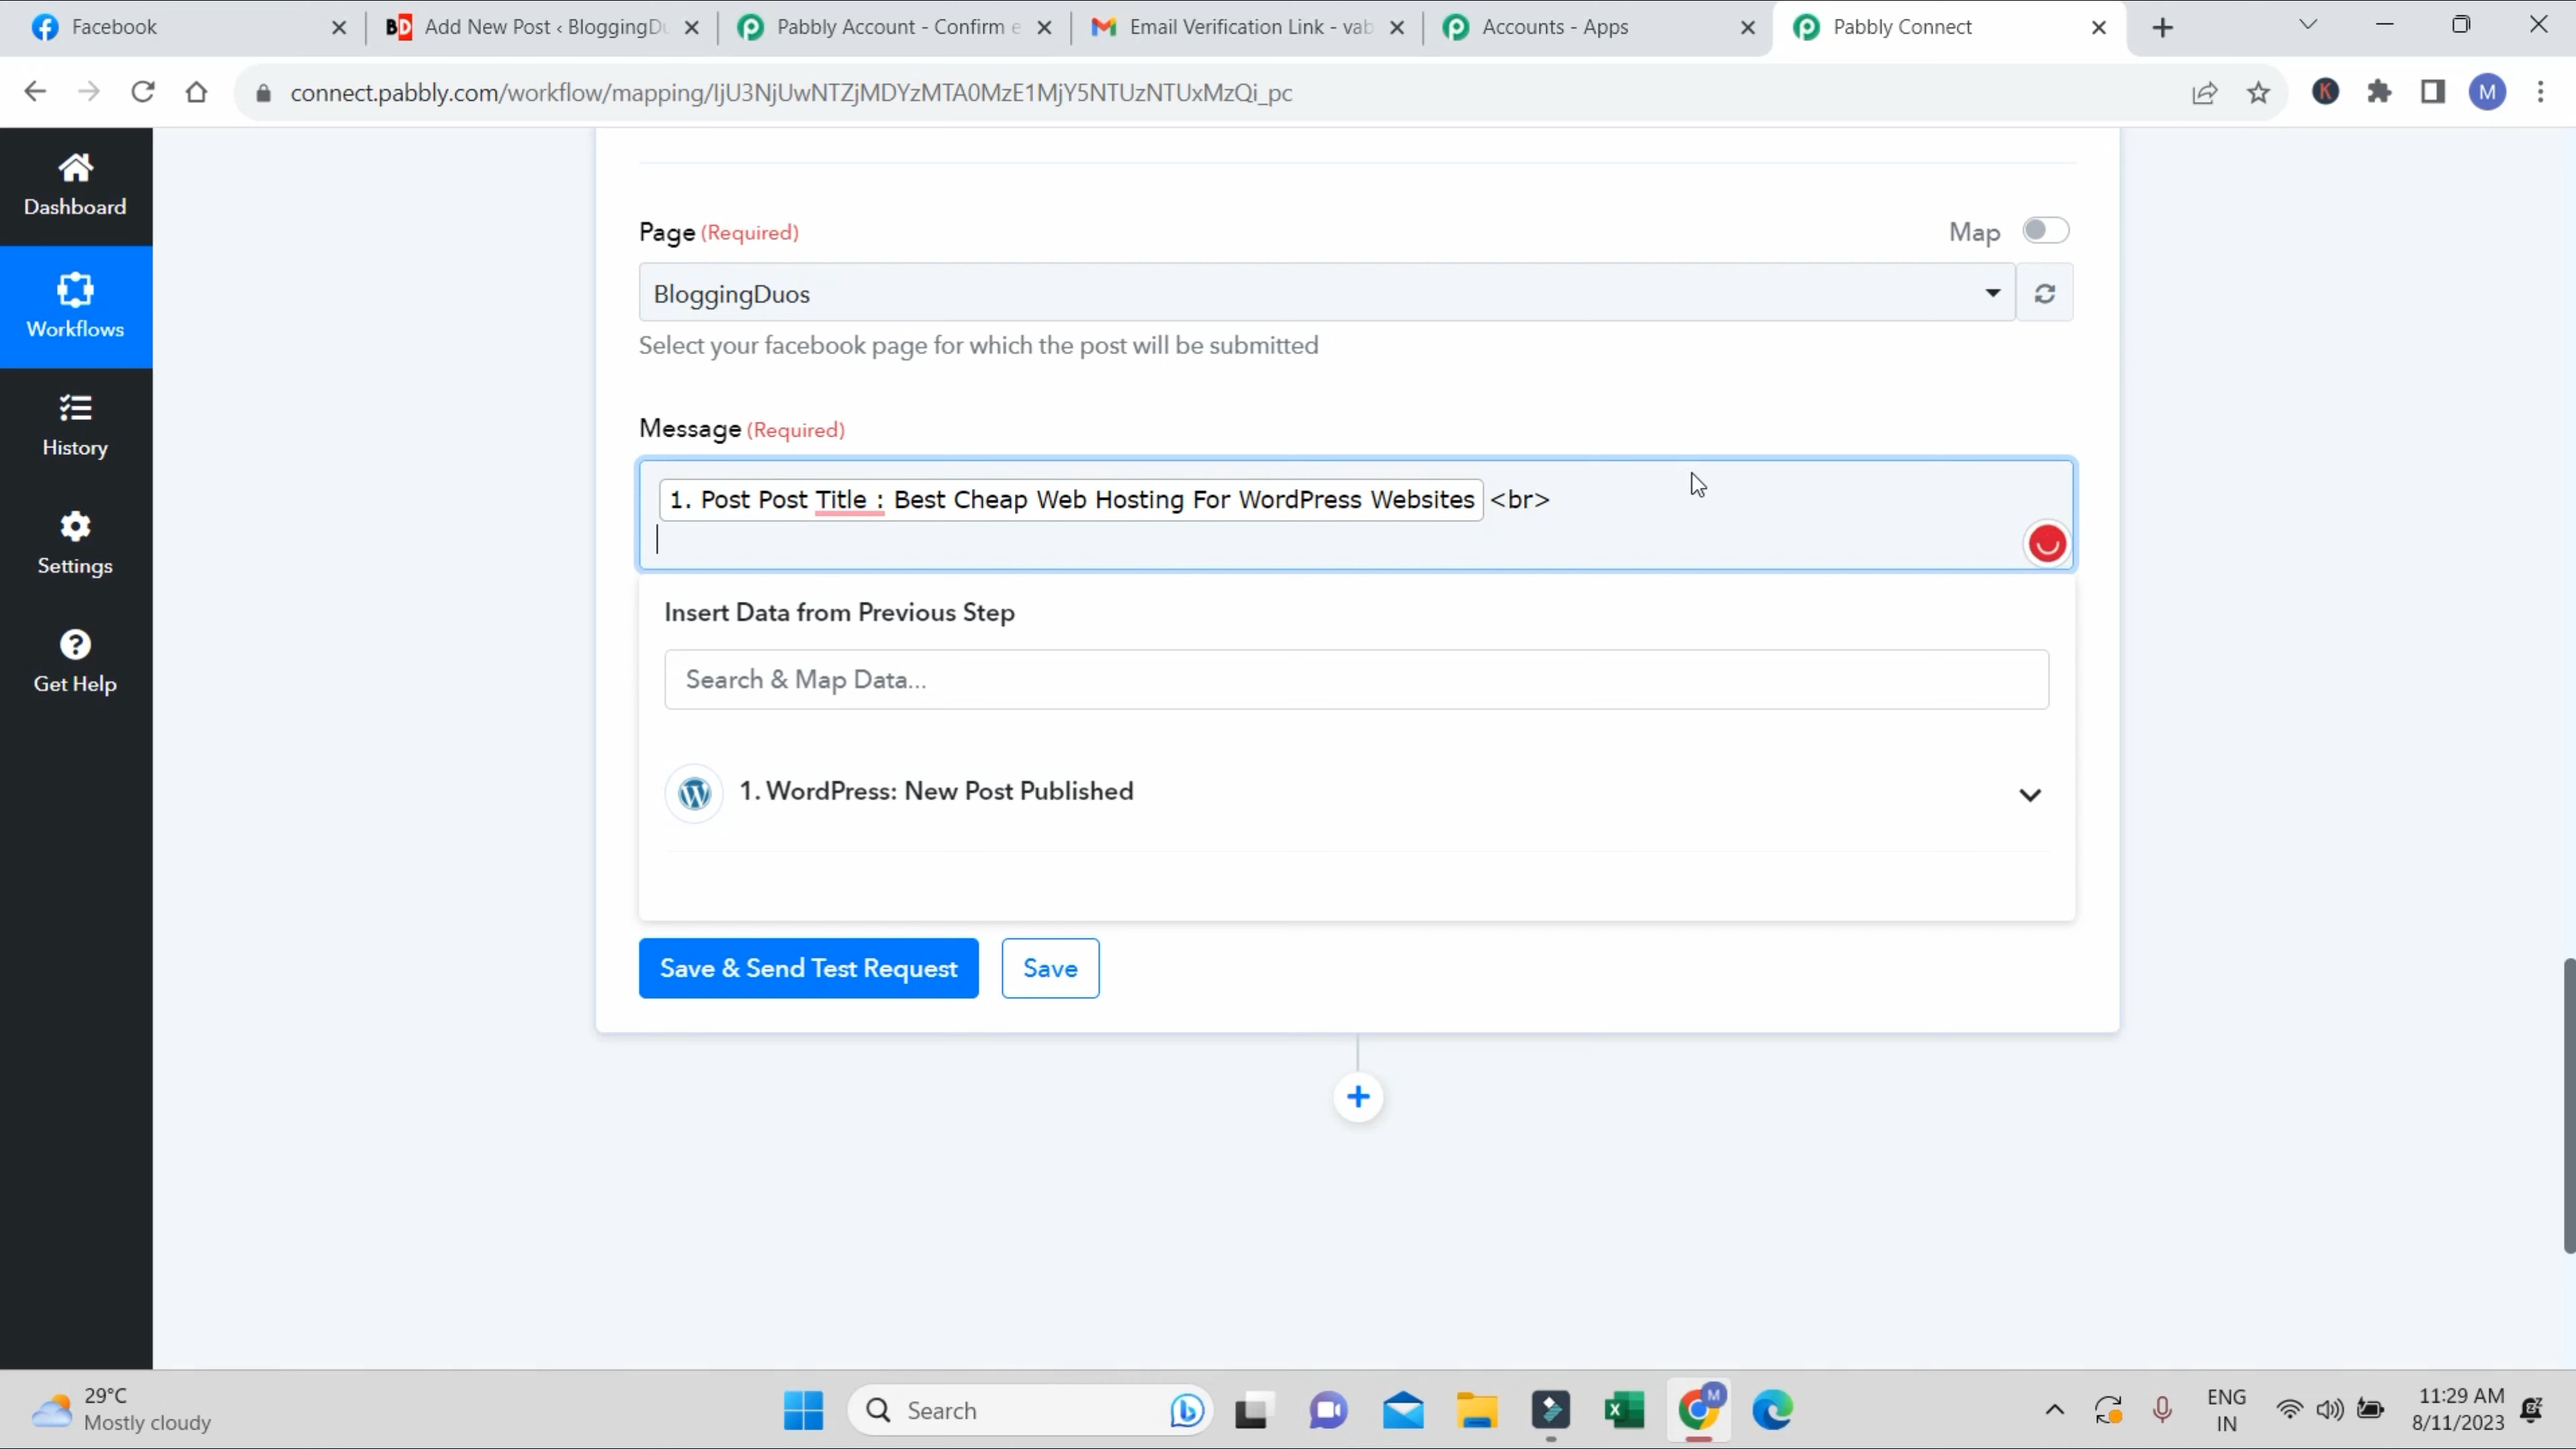 Facebook
Add New Post ‹ BloggingDu
Pabbly Account - Confirm e
Email Verification Link - vab
Accounts - Apps
Pabbly Connect
connect.pabbly.com/workflow/mapping/IjU3NjUwNTZjMDYzMTA0MzE1MjY5NTUzNTUxMzQi_pc
M
Dashboard
Workflows
History
Settings
Get Help
Page (Required)
Map
BloggingDuos
Select your facebook page for which the post will be submitted
Message (Required)
1. Post Post Title : Best Cheap Web Hosting For WordPress Websites <br>
Insert Data from Previous Step
Search & Map Data...
1. WordPress: New Post Published
Save & Send Test Request
Save
29°C
Mostly cloudy
Search
ENG
IN
11:29 AM
8/11/2023